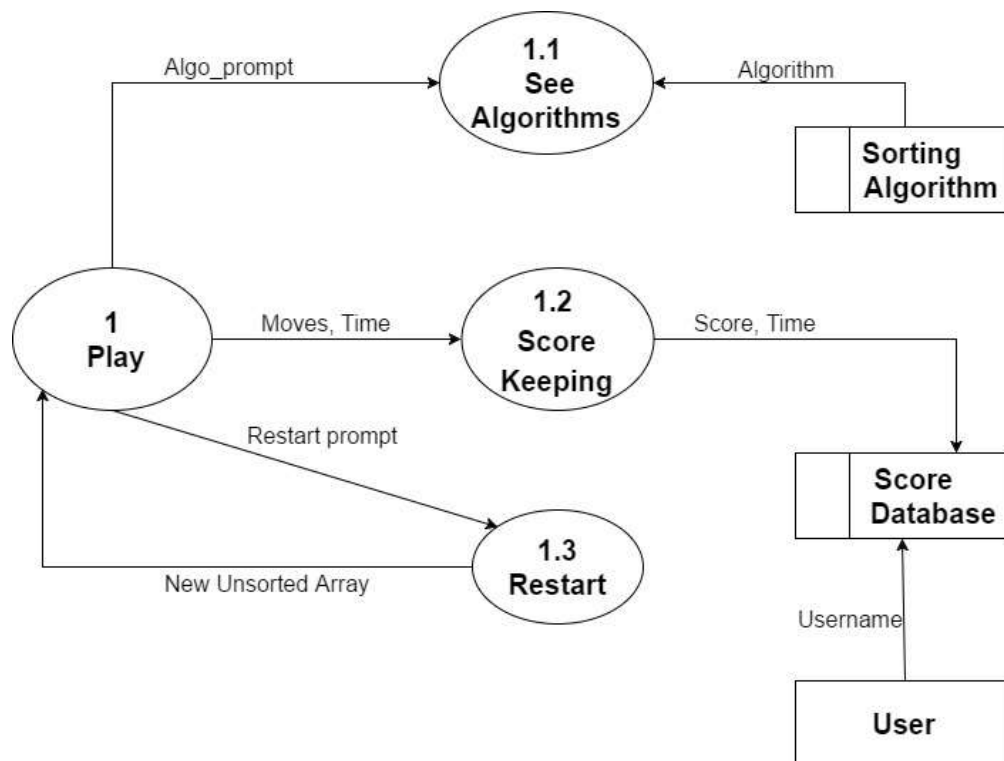 1.1
See
Algorithms
Algo_prompt
Algorithm
Sorting
Algorithm
1
Play
Moves, Time
1.2
Score
Keeping
Score, Time
Restart prompt
Score
Database
1.3
Restart
New Unsorted Array
Username
User